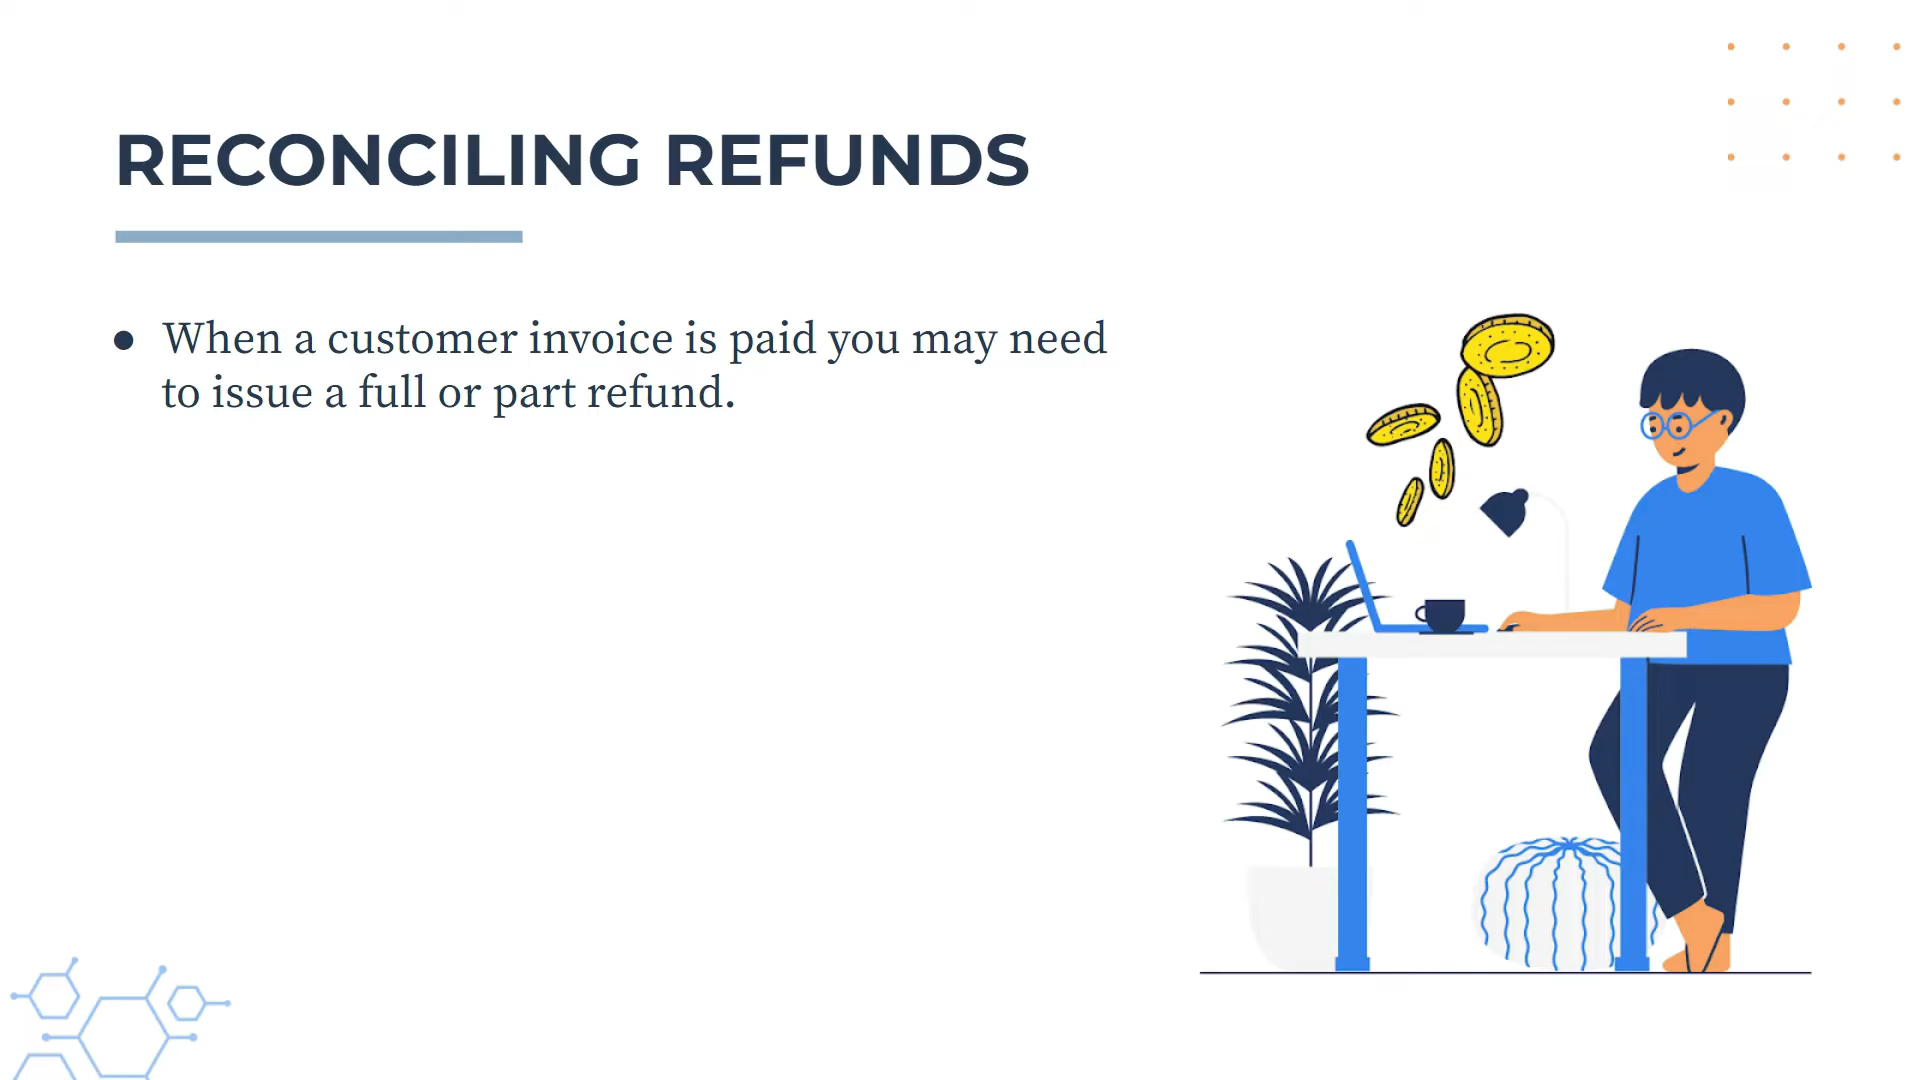 RECONCILING REFUNDS
● When a customer invoice is paid you may need
to issue a full or part refund.